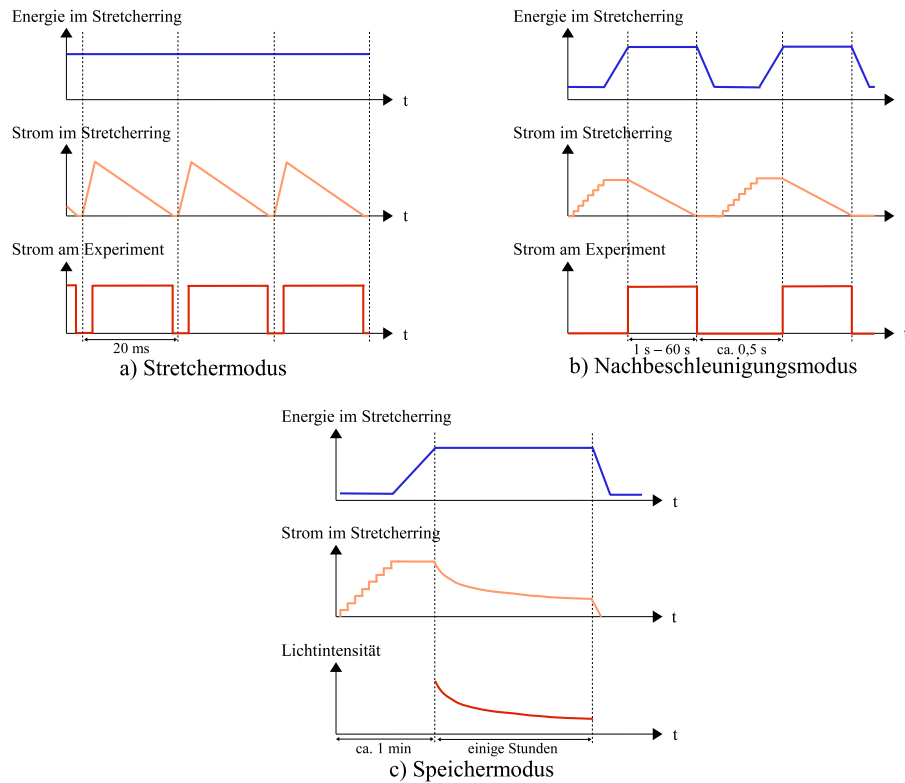 Energie im Stretcherring
t
Strom im Stretcherring
t
Strom am Experiment
t
20 ms
a) Stretchermodus
Energie im Stretcherring
t
Strom im Stretcherring
t
Strom am Experiment
t
1 s – 60 s
ca. 0,5 s
b) Nachbeschleunigungsmodus
Energie im Stretcherring
t
Strom im Stretcherring
t
Lichtintensität
t
ca. 1 min
einige Stunden
c) Speichermodus